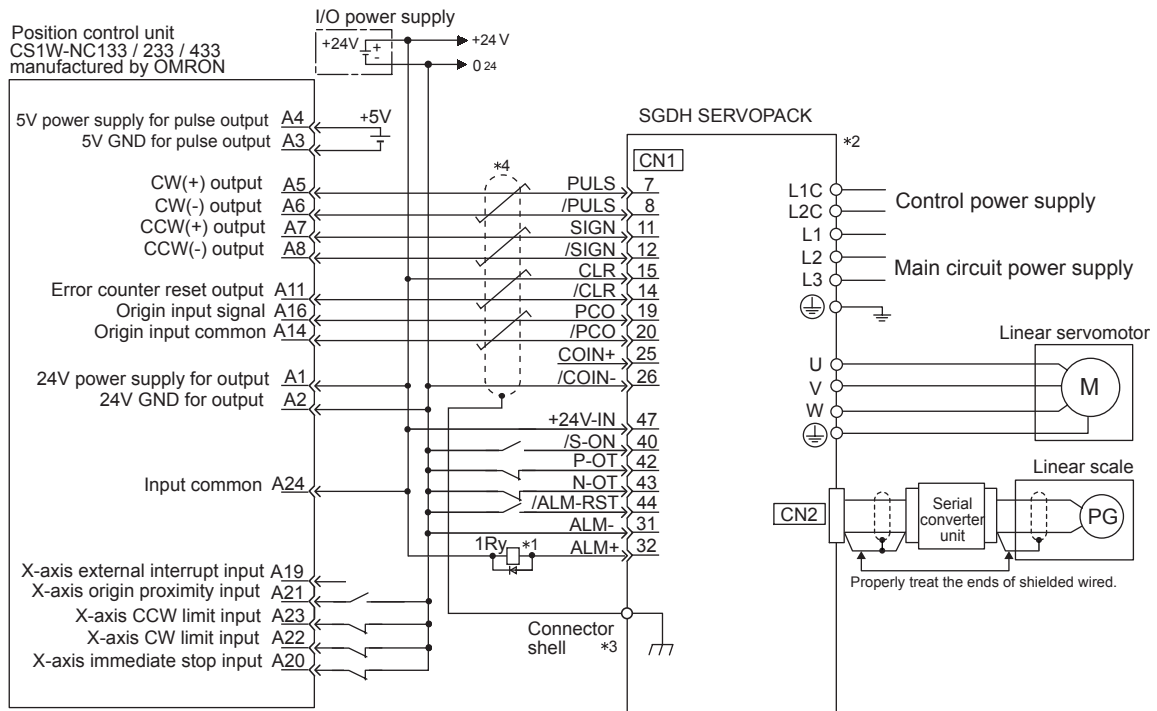 I/O power supply
+24V
+
-
+24 V
0 24
Position control unit
CS1W-NC133 / 233 / 433
manufactured by OMRON
5V power supply for pulse output A4
+5V
5V GND for pulse output A3
SGDH SERVOPACK
*2
CN1
*4
CW(+) output A5
PULS 7
CW(-) output A6
/PULS 8
CCW(+) output A7
SIGN 11
CCW(-) output A8
/SIGN 12
CLR 15
Error counter reset output A11
/CLR 14
Origin input signal A16
PCO 19
Origin input common A14
/PCO 20
COIN+ 25
24V power supply for output A1
/COIN- 26
24V GND for output A2
+24V-IN 47
/S-ON 40
P-OT 42
Input common A24
N-OT 43
/ALM-RST 44
ALM- 31
1Ry *1
ALM+ 32
X-axis external interrupt input A19
X-axis origin proximity input A21
X-axis CCW limit input A23
X-axis CW limit input A22
X-axis immediate stop input A20
Connector
shell *3
L1C
L2C
Control power supply
L1
L2
L3
Main circuit power supply
Linear servomotor
U
V
W
M
Linear scale
CN2
Serial
converter
unit
PG
Properly treat the ends of shielded wired.